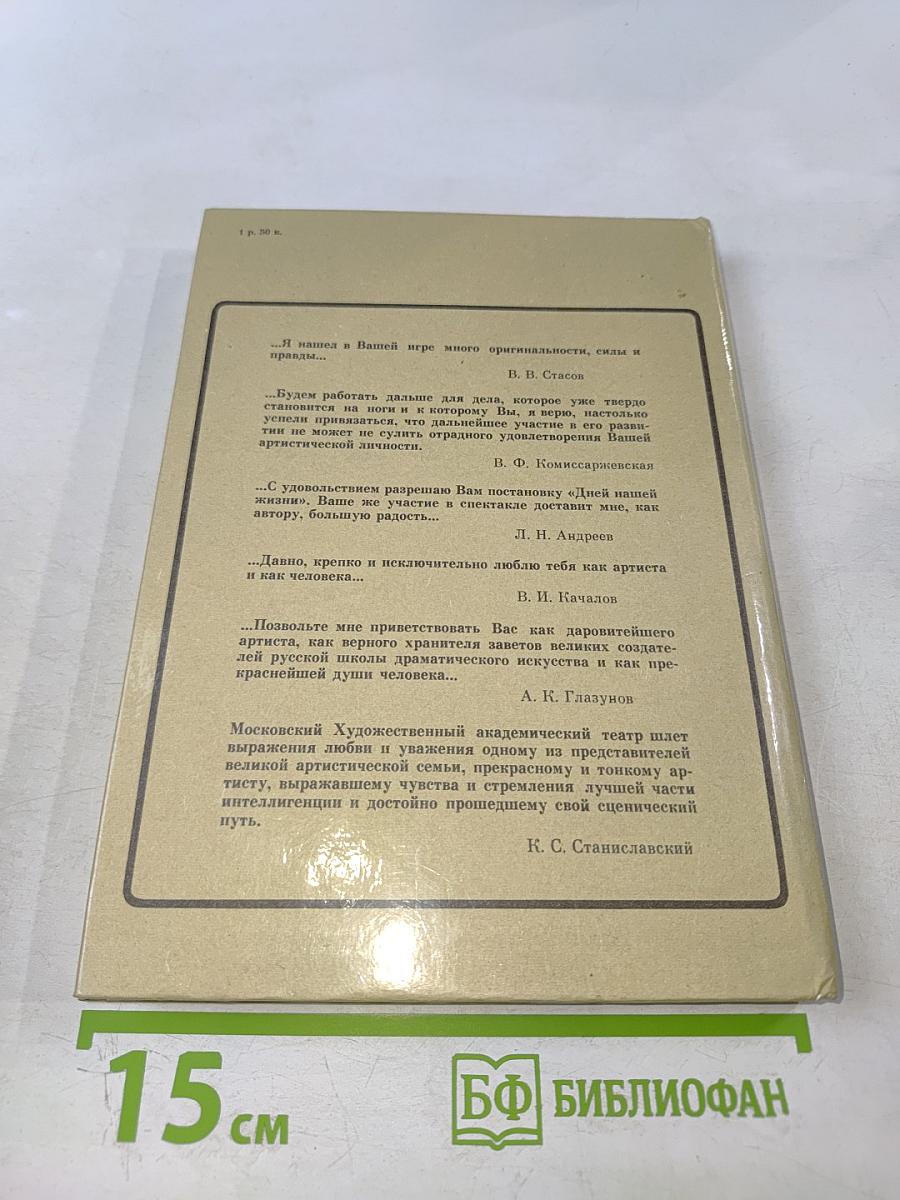 1 р. 50 к.
...Я нашел в Вашей игре много оригинальности, силы и
правды...
В. В. Стасов
...Будем работать дальше для дела, которое уже твердо
становится на ноги и к которому Вы, я верю, настолько
успели привязаться, что дальнейшее участие в его разви-
тии не может не сулить отрадного удовлетворения Вашей
артистической личности.
В. Ф. Комиссаржевская
...С удовольствием разрешаю Вам постановку «Дней нашей
жизни». Ваше же участие в спектакле доставит мне, как
автору, большую радость...
Л. Н. Андреев
...Давно, крепко и исключительно люблю тебя как артиста
и как человека...
В. И. Качалов
...Позвольте мне приветствовать Вас как даровитейшего
артиста, как верного хранителя заветов великих создате-
лей русской школы драматического искусства и как пре-
краснейшей души человека...
А. К. Глазунов
Московский Художественный академический театр шлет
выражения любви и уважения одному из представителей
великой артистической семьи, прекрасному и тонкому ар-
тисту, выражавшему чувства и стремления лучшей части
интеллигенции и достойно прошедшему свой сценический
путь.
К. С. Станиславский
15 см
БФ БИБЛИОФАН